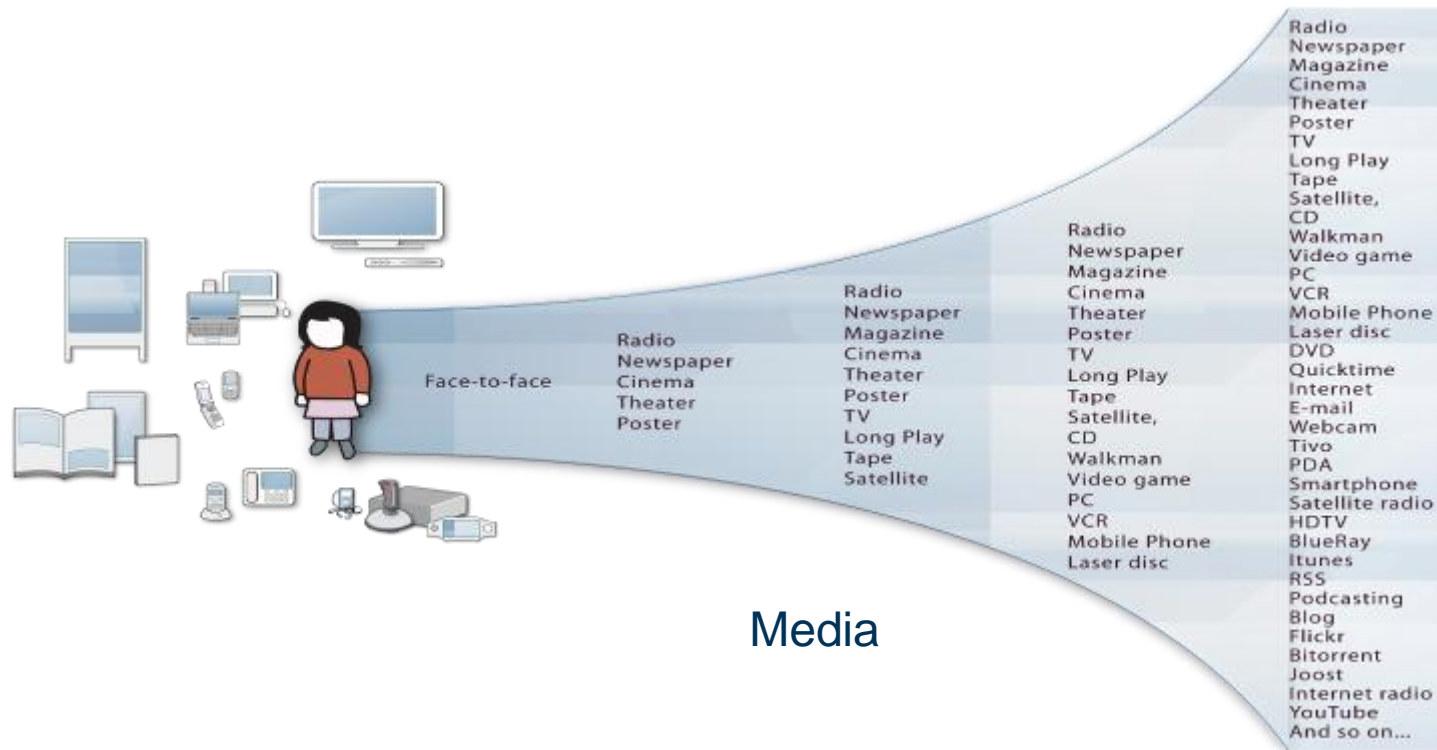 Face-to-face
Radio
Newspaper
Cinema
Theater
Poster
Radio
Newspaper
Magazine
Cinema
Theater
Poster
TV
Long Play
Tape
Satellite
Radio
Newspaper
Magazine
Cinema
Theater
Poster
TV
Long Play
Tape
Satellite,
CD
Walkman
Video game
PC
VCR
Mobile Phone
Laser disc
Radio
Newspaper
Magazine
Cinema
Theater
Poster
TV
Long Play
Tape
Satellite,
CD
Walkman
Video game
PC
VCR
Mobile Phone
Laser disc
DVD
Quicktime
Internet
E-mail
Webcam
Tivo
PDA
Smartphone
Satellite radio
HDTV
BlueRay
Itunes
RSS
Podcasting
Blog
Flickr
Bitorrent
Joost
Internet radio
YouTube
And so on...
Media